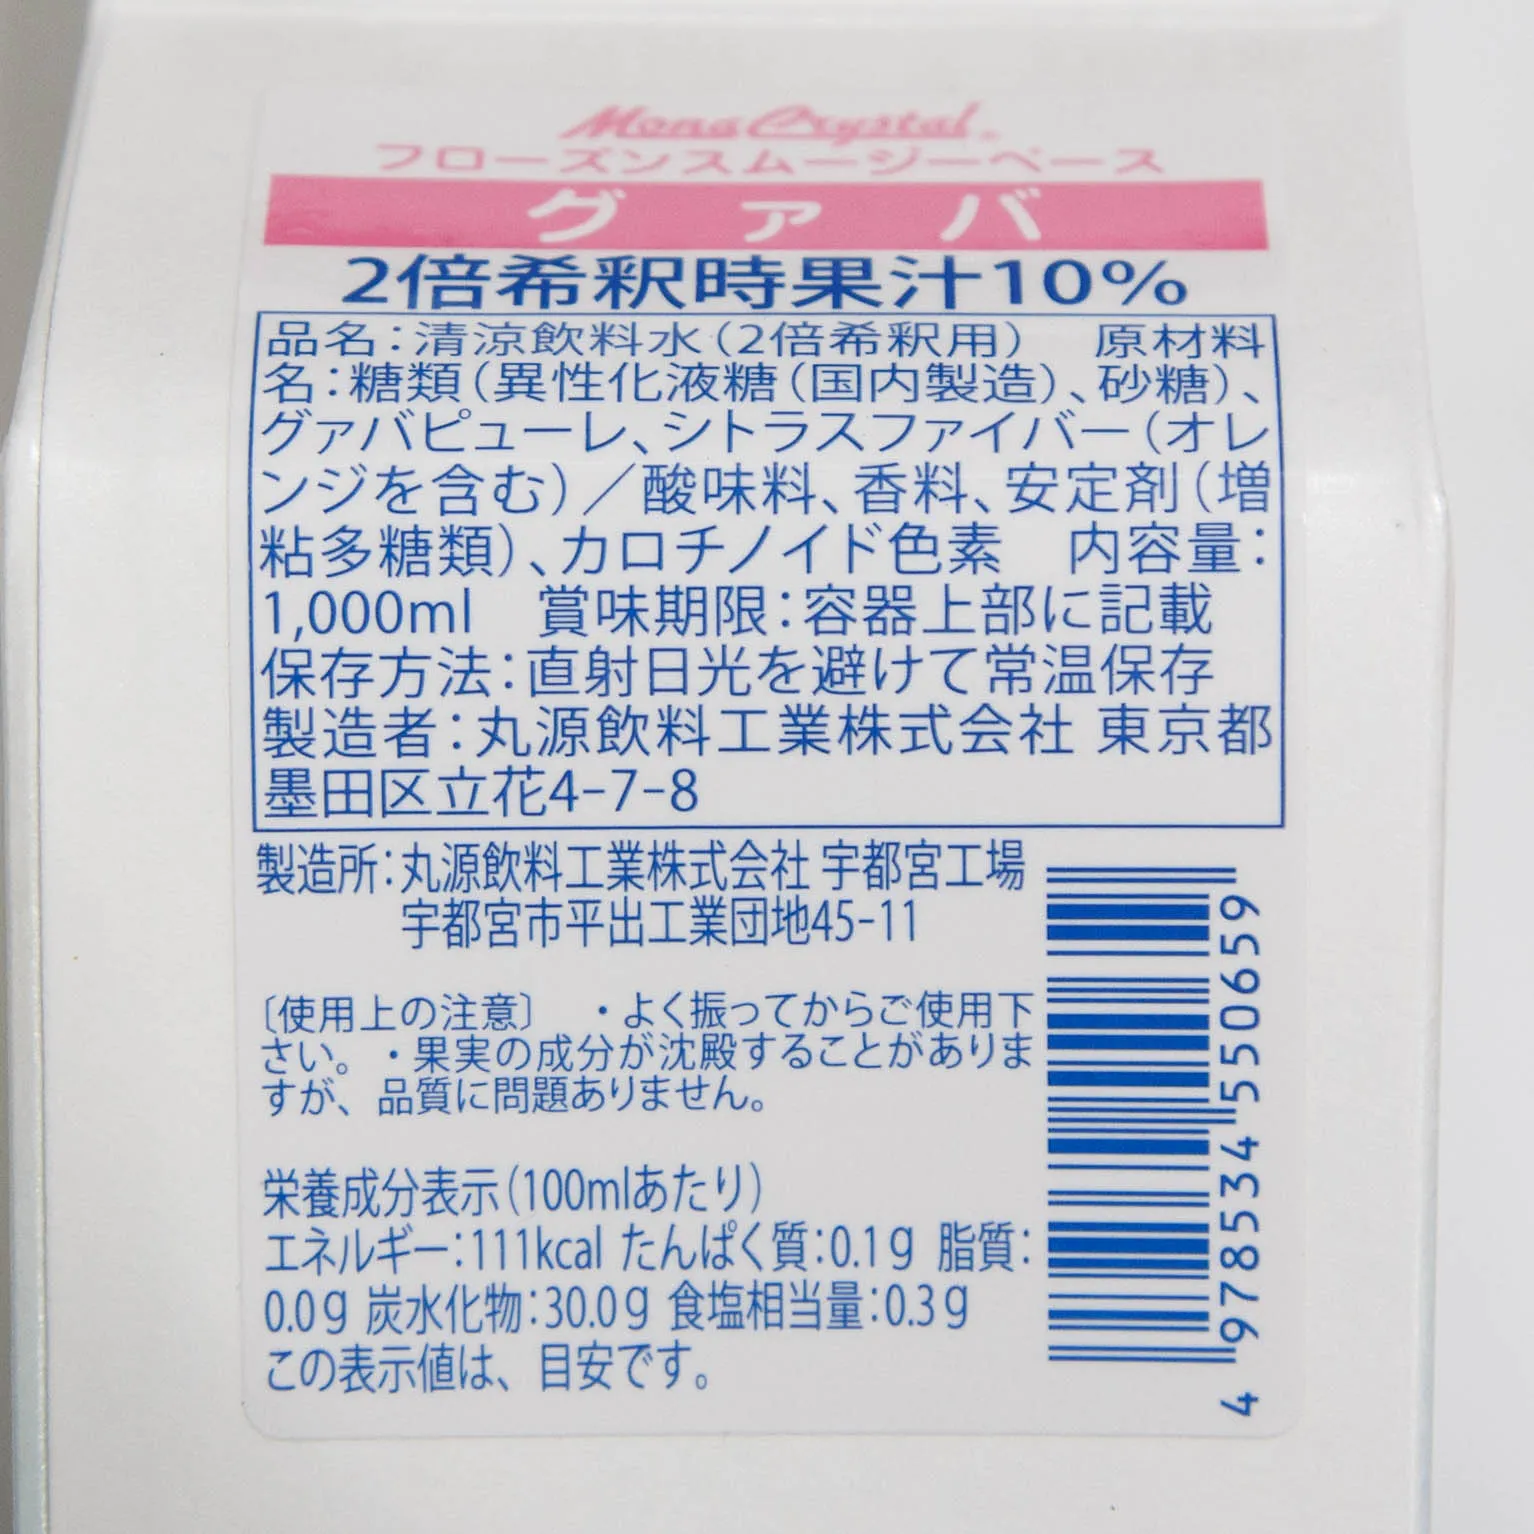 Mona Crystal
フローズンスムージーベース
グァバ
2倍希釈時果汁10%
品名：清涼飲料水（2倍希釈用）　原材料
名：糖類（異性化液糖（国内製造）、砂糖）、
グァバピューレ、シトラスファイバー（オレ
ンジを含む）／酸味料、香料、安定剤（増
粘多糖類）、カロチノイド色素　内容量：
1,000ml　賞味期限：容器上部に記載
保存方法：直射日光を避けて常温保存
製造者：丸源飲料工業株式会社 東京都
墨田区立花4-7-8
製造所：丸源飲料工業株式会社 宇都宮工場
宇都宮市平出工業団地45-11
〔使用上の注意〕　・よく振ってからご使用下
さい。・果実の成分が沈殿することがありま
すが、品質に問題ありません。
栄養成分表示（100mlあたり）
エネルギー：111kcal たんぱく質：0.1g 脂質：
0.0g 炭水化物：30.0g 食塩相当量：0.3g
この表示値は、目安です。
4 978534 550659